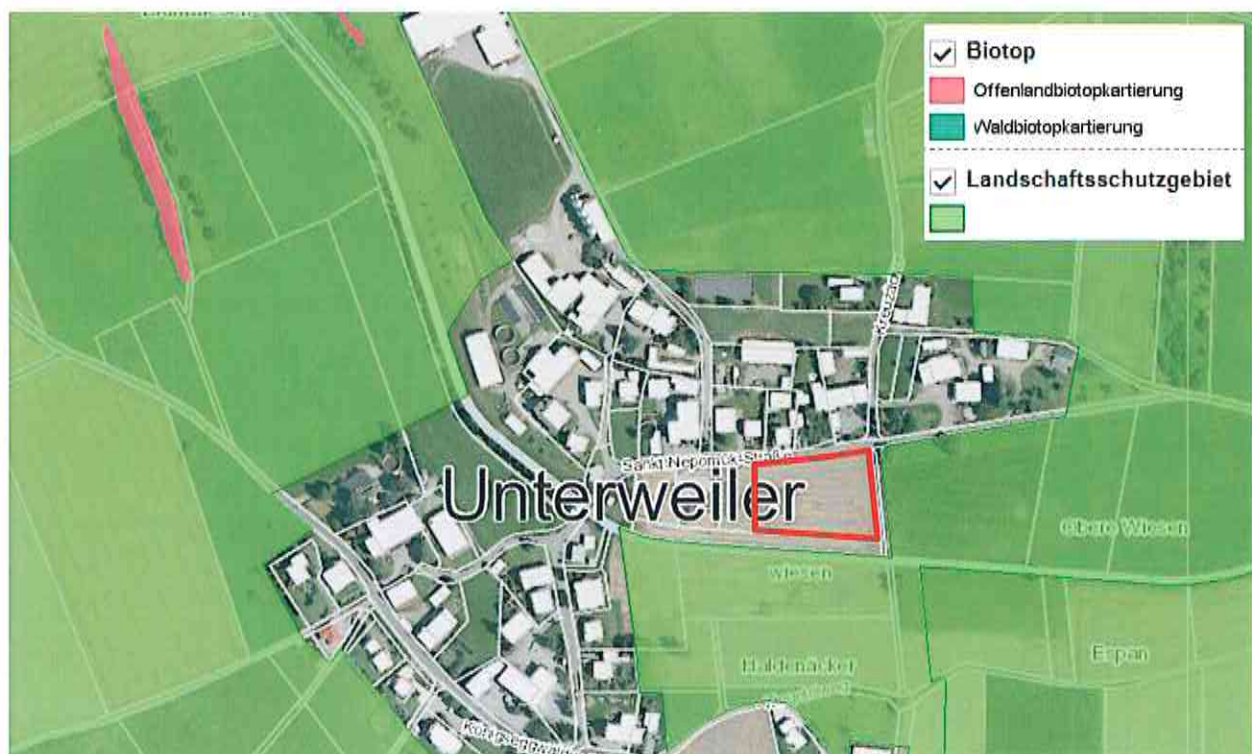 Biotop
Offenlandbiotopkartierung
Waldbiotopkartierung
Landschaftsschutzgebiet
Sankt-Nepomuk-Straße
Unterweiler
Obere Wiesen
wiesen
Haldenäcker
Espan